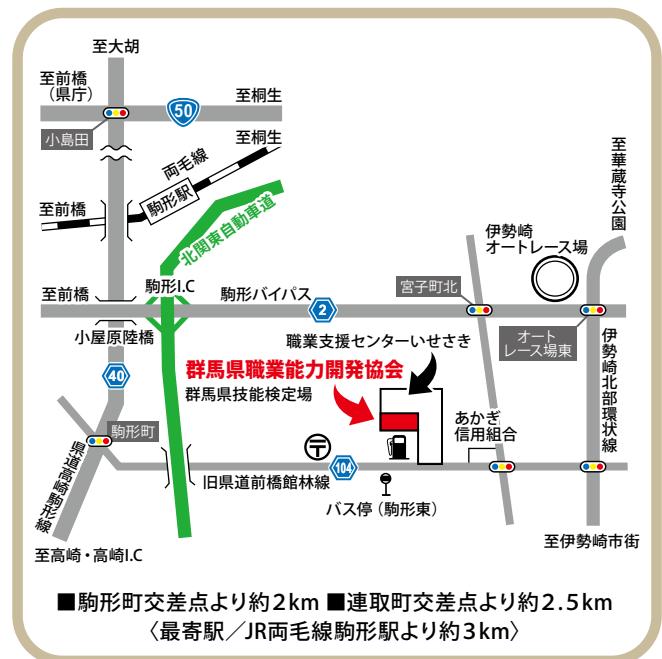 至大胡
至前橋
（県庁）
至桐生
50
小島田
至桐生
両毛線
駒形駅
至前橋
北関東自動車道
至華蔵寺公園
伊勢崎
オートレース場
駒形I.C
至前橋
駒形バイパス
2
宮子町北
小屋原陸橋
オート
レース場東
職業支援センターいせさき
伊勢崎北部環状線
群馬県職業能力開発協会
群馬県技能検定場
40
駒形町
あかぎ
信用組合
県道高崎駒形線
〒
104
旧県道前橋館林線
バス停（駒形東）
至高崎・高崎I.C
至伊勢崎市街
■駒形町交差点より約2km ■連取町交差点より約2.5km
〈最寄駅／JR両毛線駒形駅より約3km〉